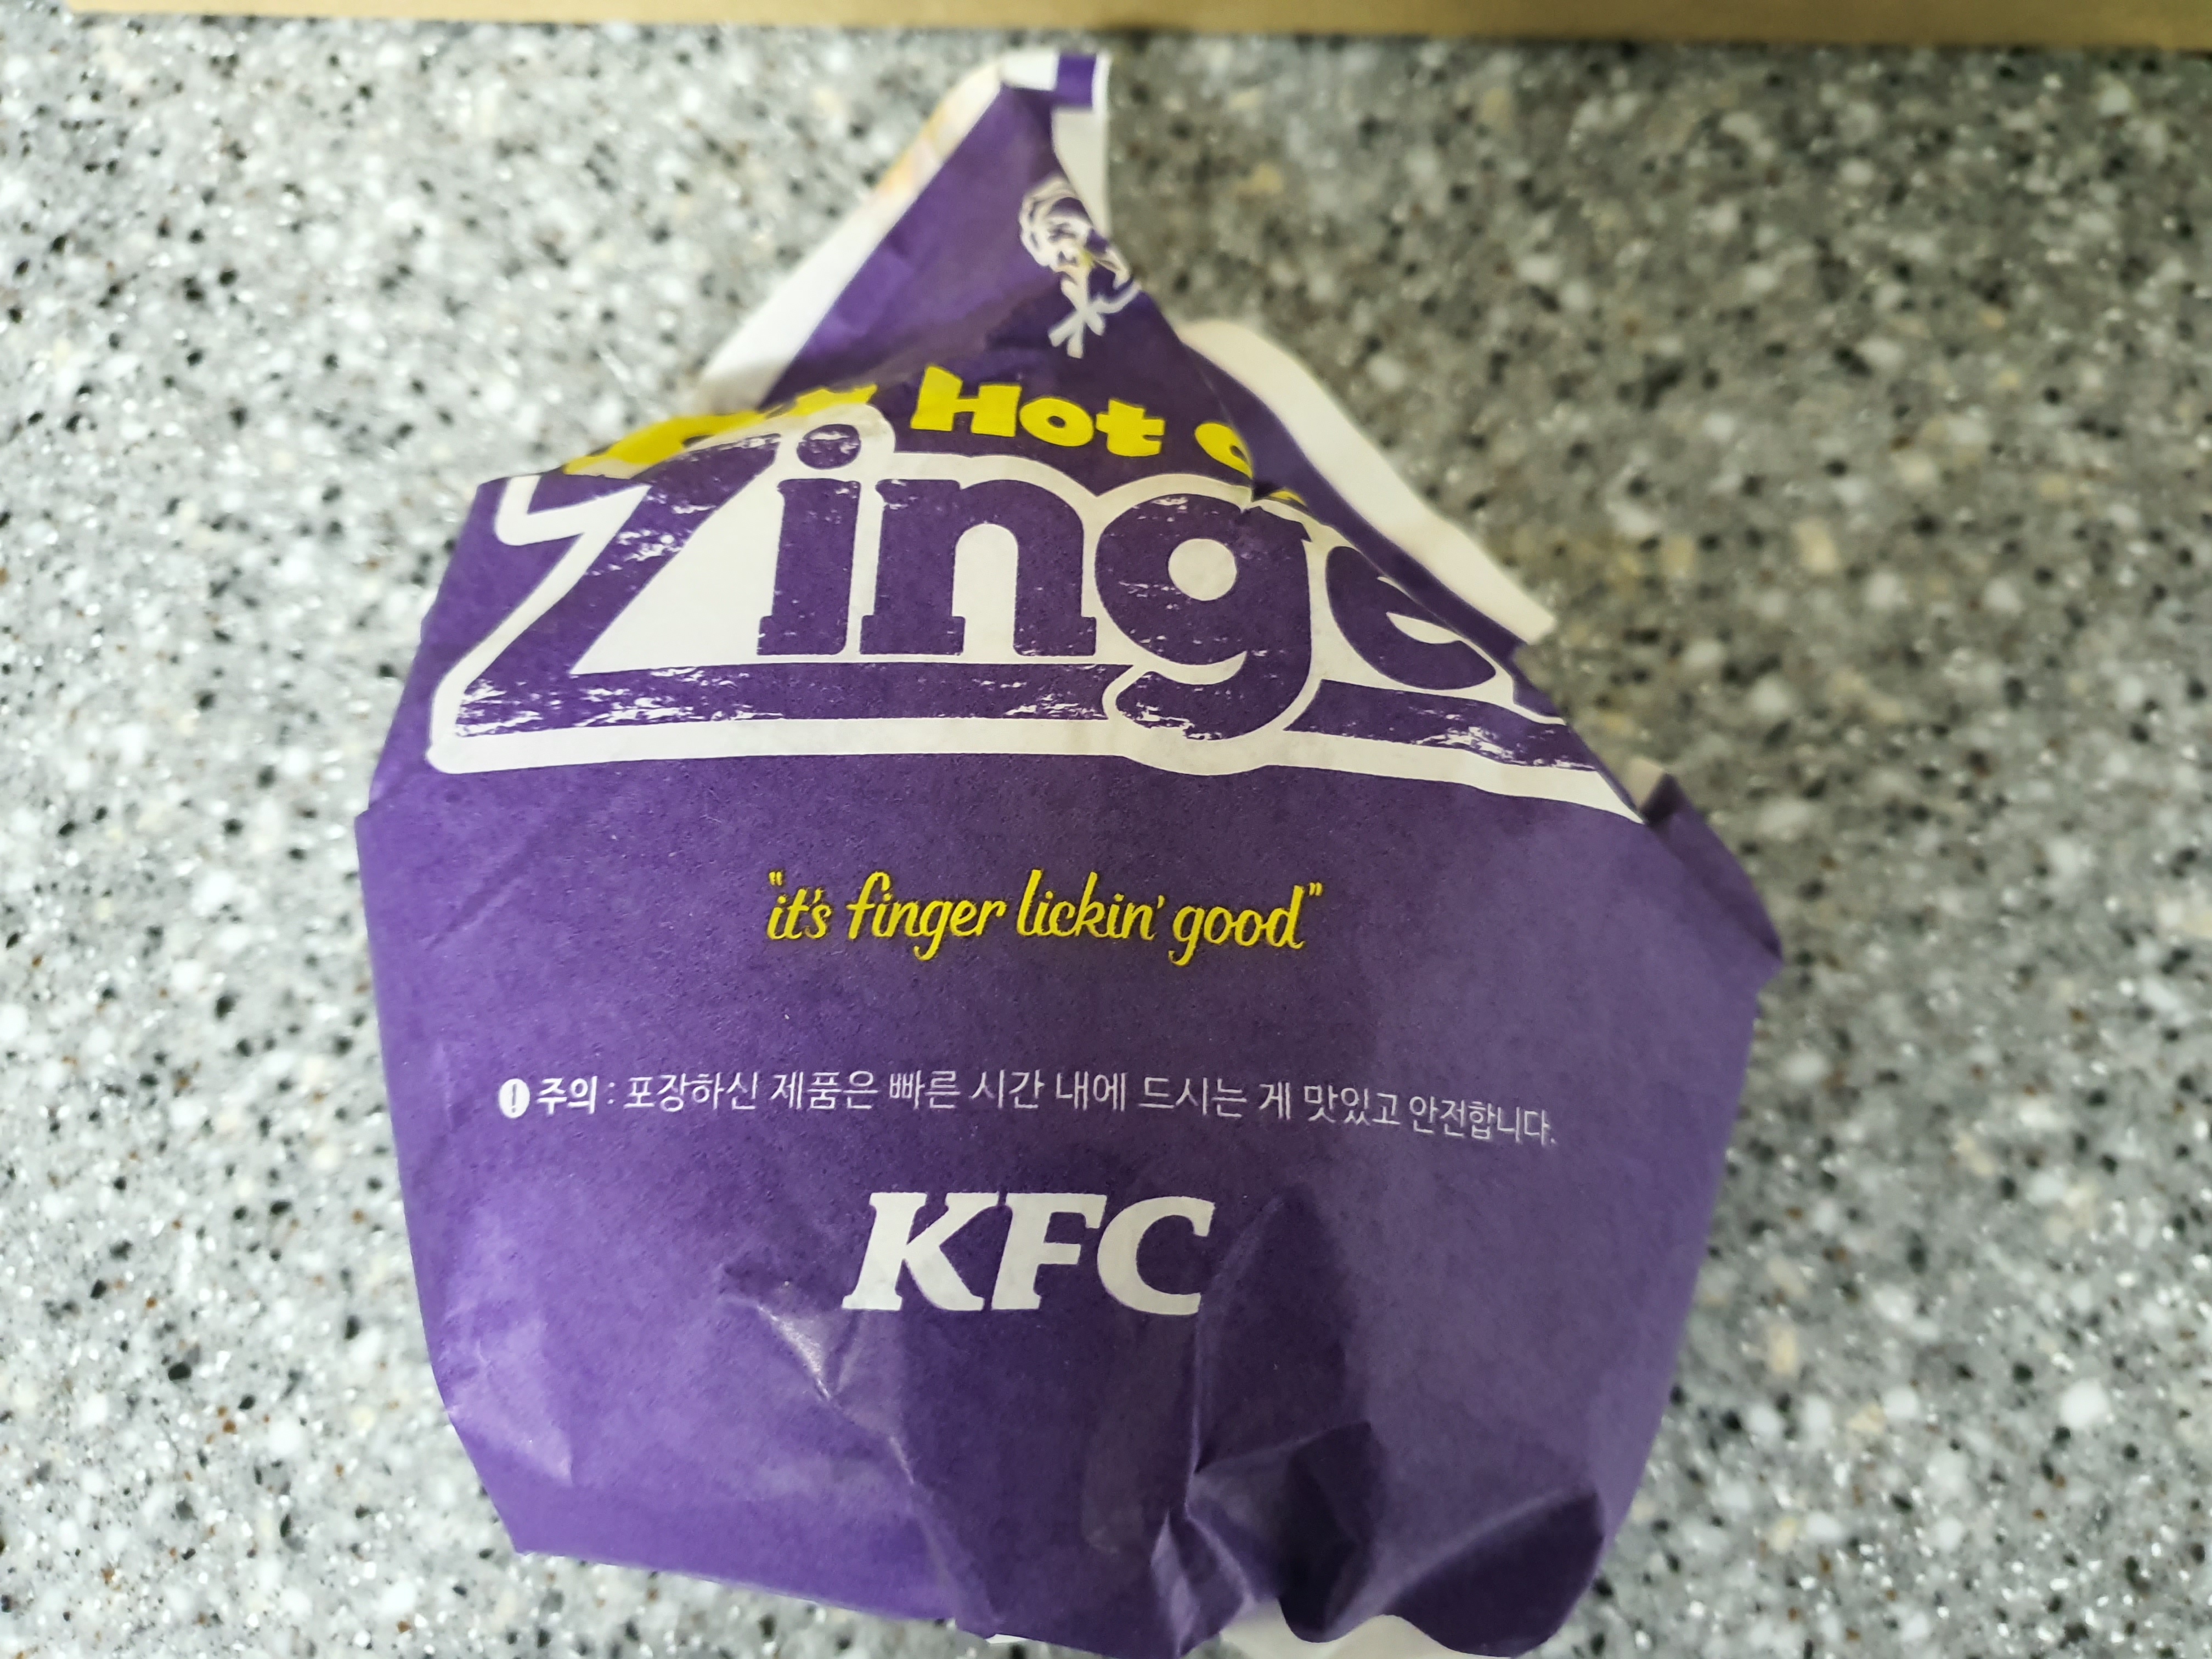 Hot
Zinge
"it's finger lickin' good"
! 주의 : 포장하신 제품은 빠른 시간 내에 드시는 게 맛있고 안전합니다.
KFC